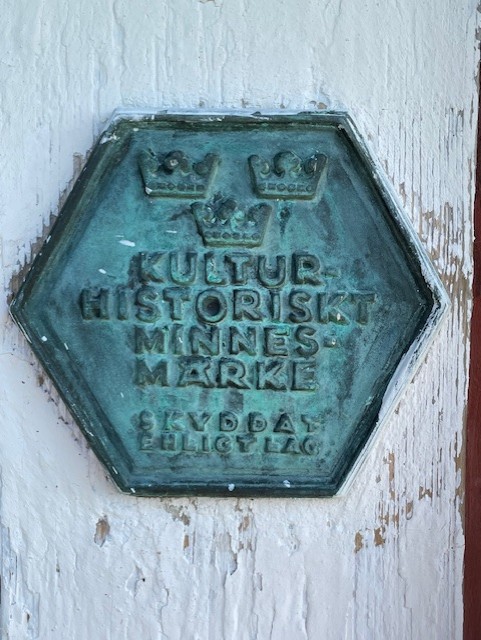 KULTUR-
HISTORISKT
MINNES-
MÄRKE
SKYDDAT
ENLIGT LAG